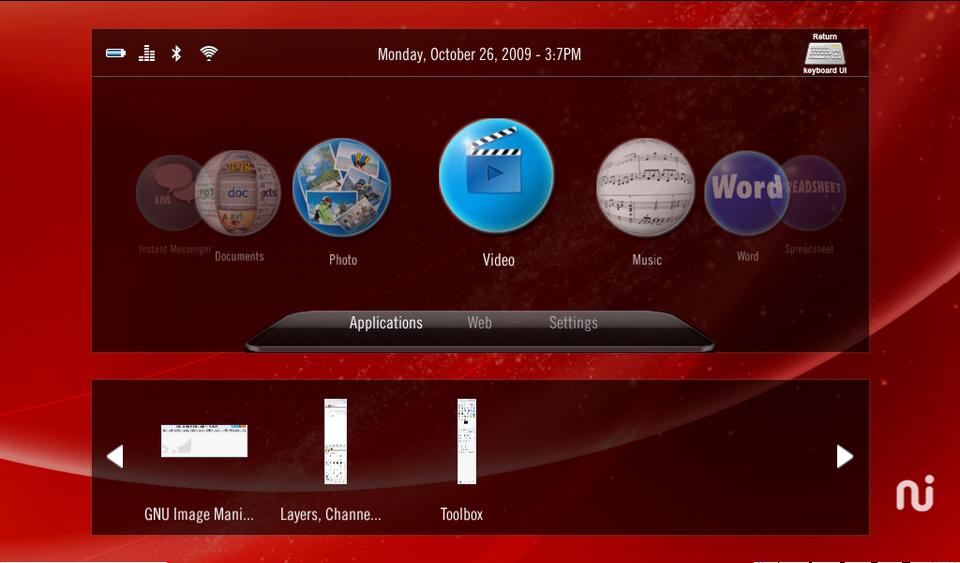 Return
Monday, October 26, 2009 - 3:7PM
keyboard UI
IM
mp3
doc
xls
avi
Word
READSHEET
Instant Messenger
Documents
Photo
Video
Music
Word
Spreadsheet
Applications
Web
Settings
GNU Image Mani...
Layers, Channe...
Toolbox